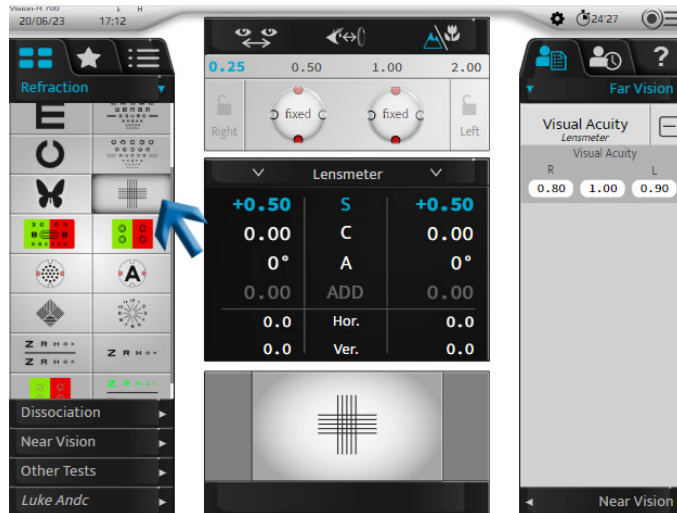 Vision-R 700
20/06/23 17:12
24'27
Refraction
Dissociation
Near Vision
Other Tests
Luke Andc
0.25 0.50 1.00 2.00
Right fixed fixed Left
Lensmeter
+0.50 S +0.50
0.00 C 0.00
0° A 0°
0.00 ADD 0.00
0.0 Hor. 0.0
0.0 Ver. 0.0
?
Far Vision
Visual Acuity
Lensmeter
Visual Acuity
R L
0.80 1.00 0.90
Near Vision
A
Z R H O
Z R H O
Z R H O